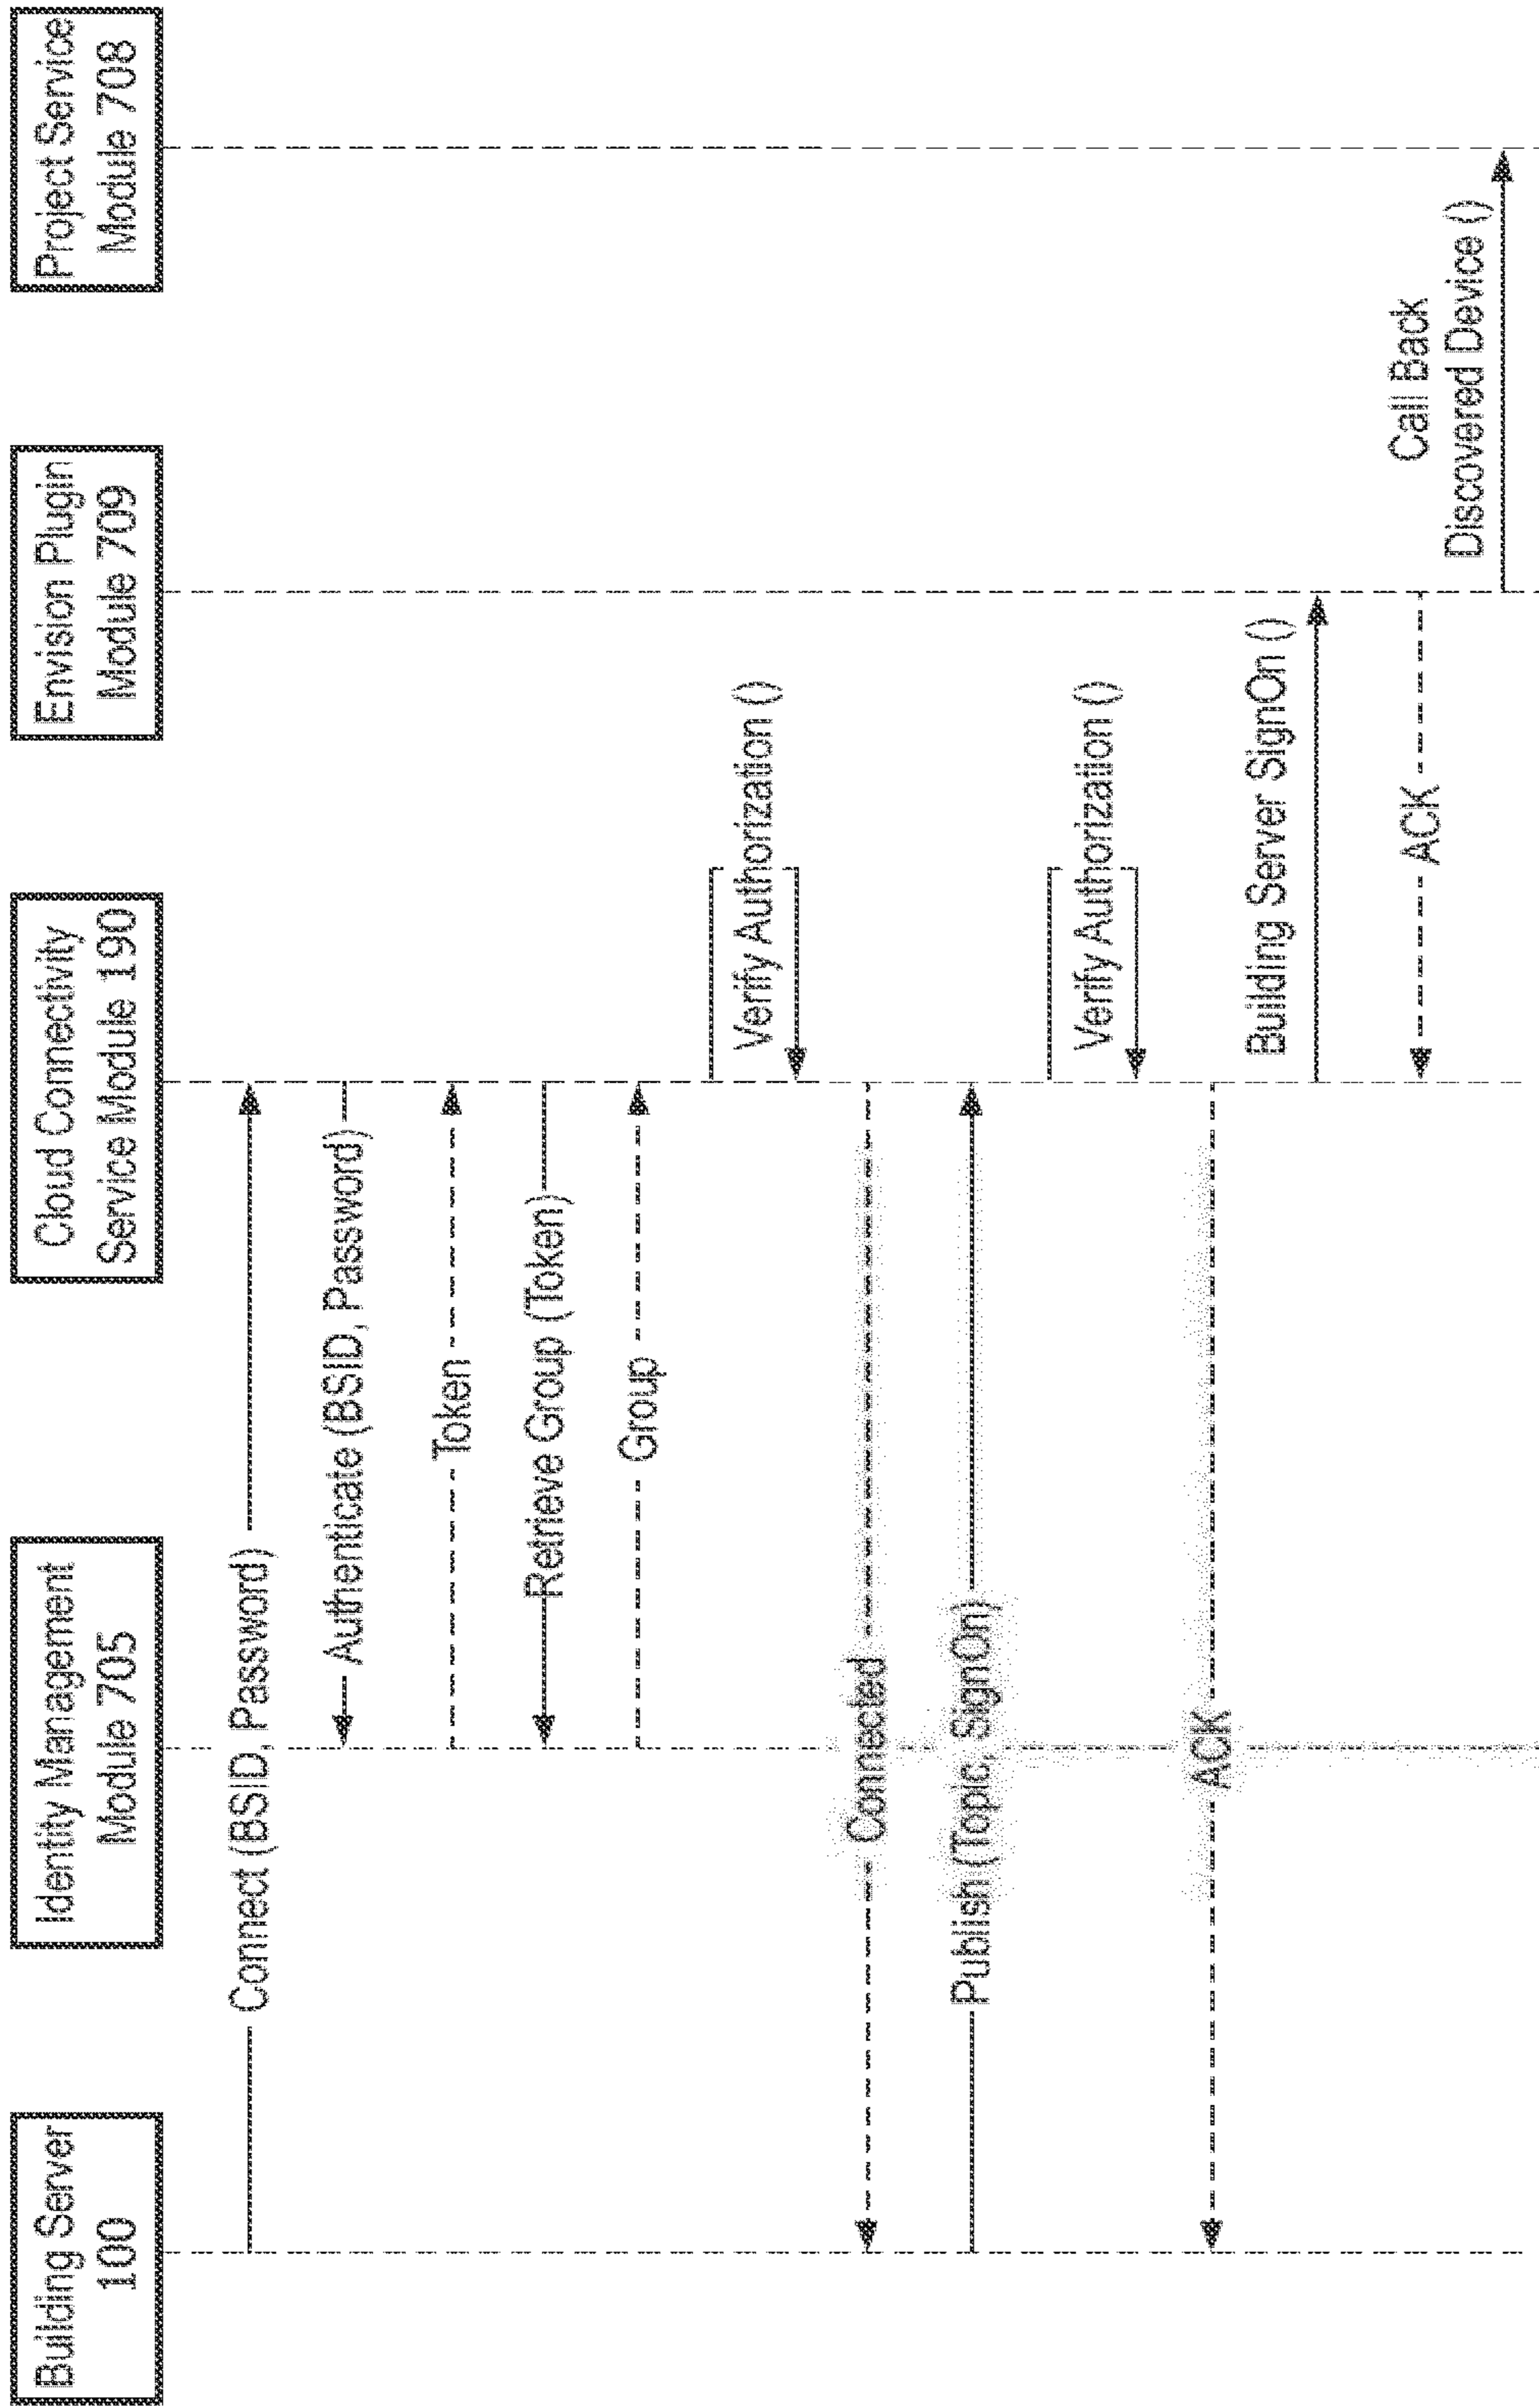 Building Server
100
Identity Management
Module 705
Cloud Connectivity
Service Module 190
Envision Plugin
Module 709
Project Service
Module 708
Connect (BSID, Password)
Authenticate (BSID, Password)
Token
Retrieve Group (Token)
Group
Verify Authorization ()
Connected
Publish (Topic, SignOn)
Verify Authorization ()
ACK
Building Server SignOn ()
ACK
Call Back
Discovered Device ()